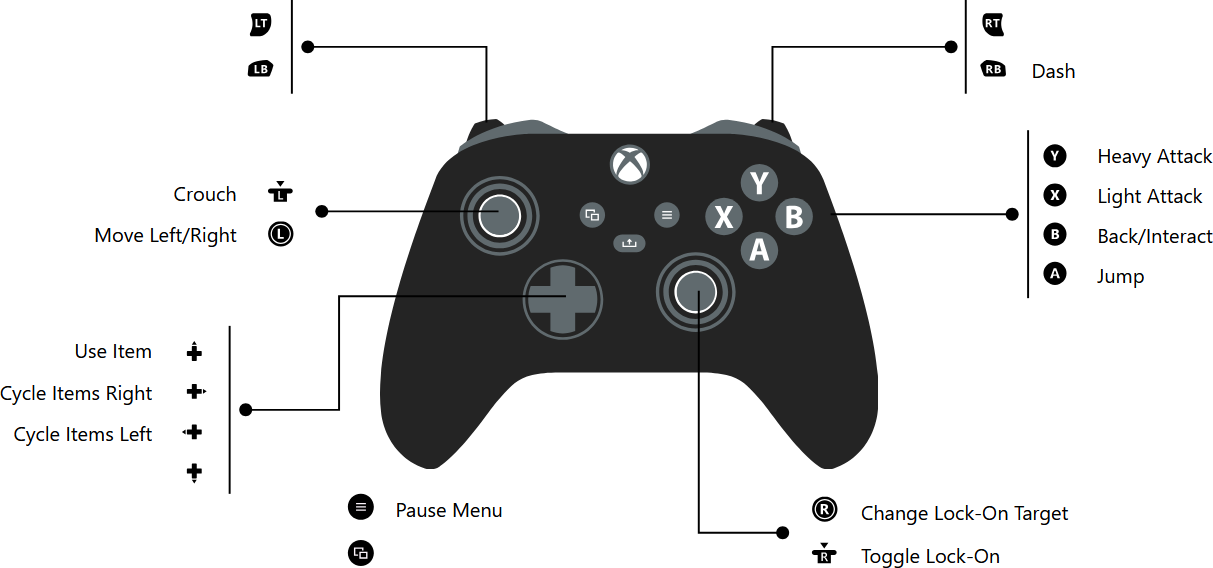 LT
LB
RT
RB Dash
Y Heavy Attack
X Light Attack
B Back/Interact
A Jump
Y
X B
A
Crouch L
Move Left/Right L
Use Item
Cycle Items Right
Cycle Items Left
Pause Menu
R Change Lock-On Target
R Toggle Lock-On